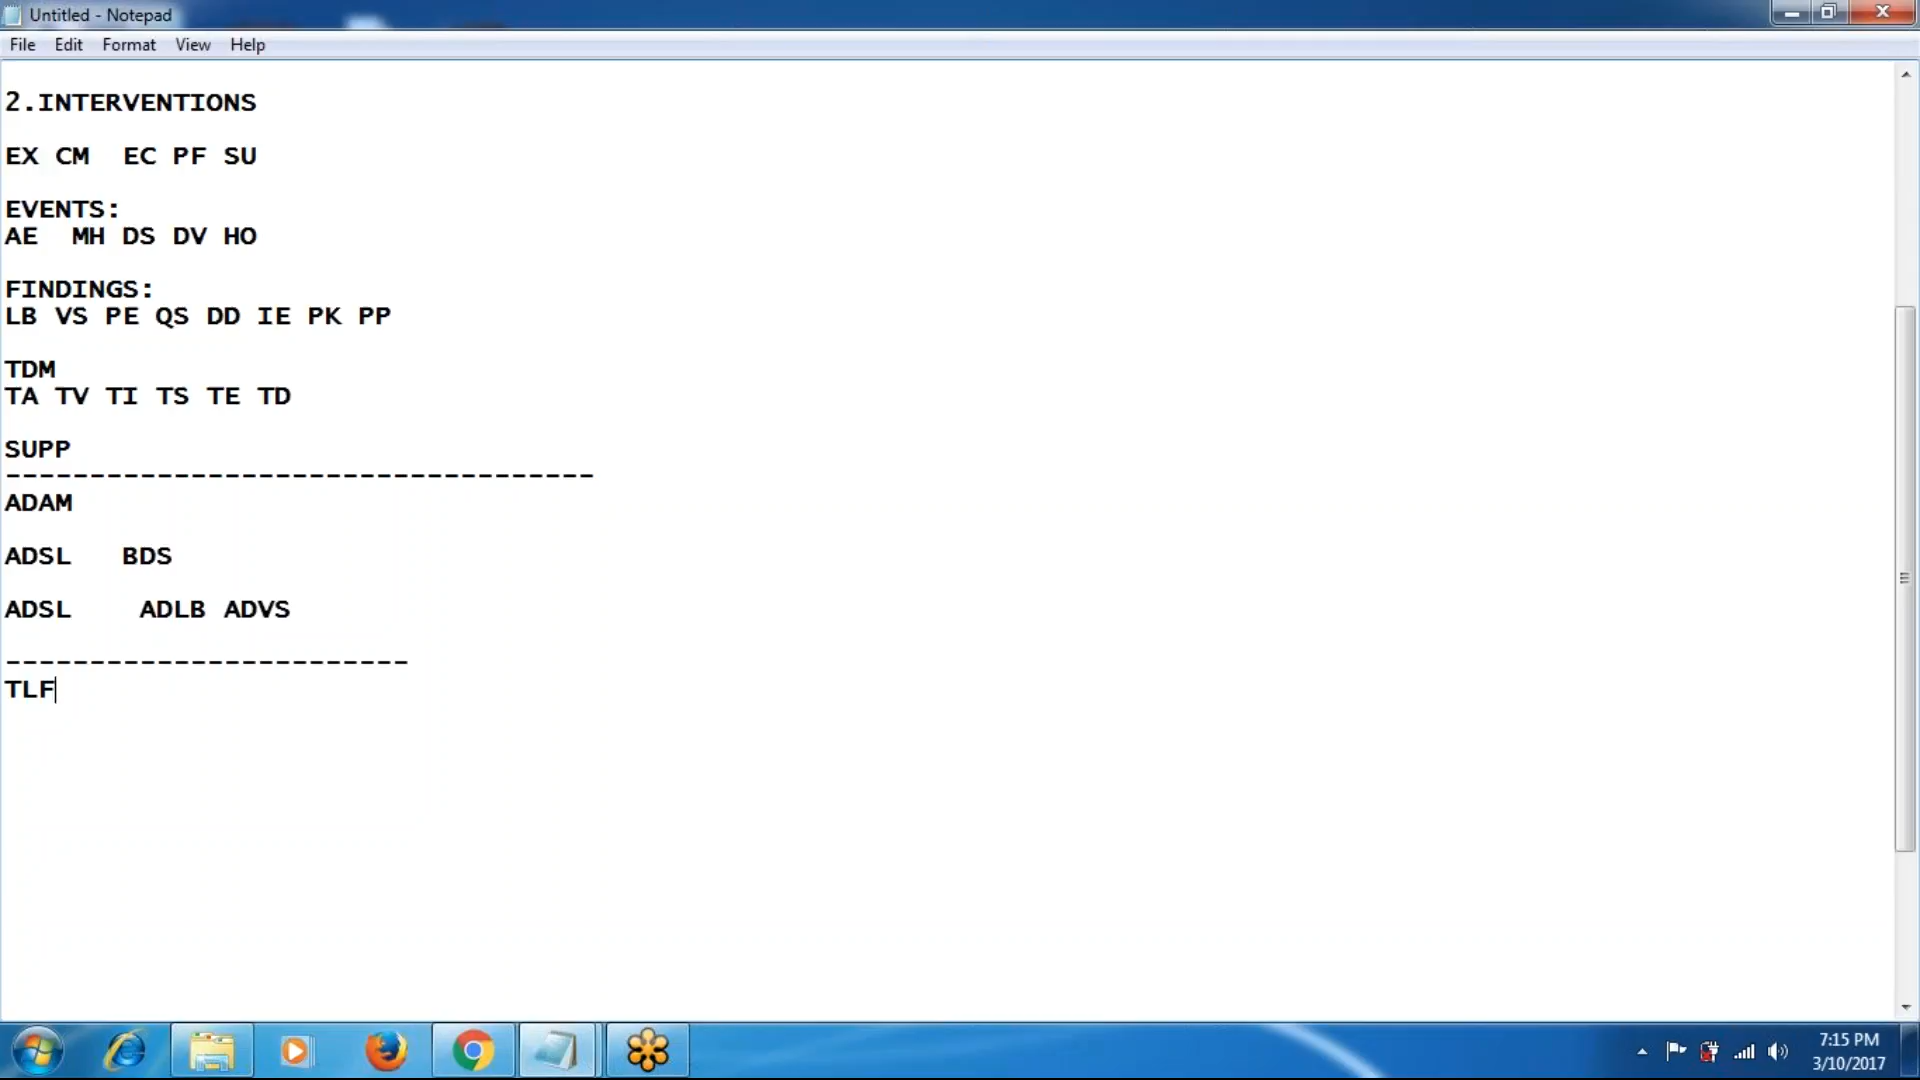 Untitled - Notepad
File Edit Format View Help
2.INTERVENTIONS
EX CM  EC PF SU
EVENTS:
AE  MH DS DV HO
FINDINGS:
LB VS PE QS DD IE PK PP
TDM
TA TV TI TS TE TD
SUPP
-----------------------------------
ADAM
ADSL   BDS
ADSL    ADLB ADVS
------------------------
TLF
7:15 PM
3/10/2017